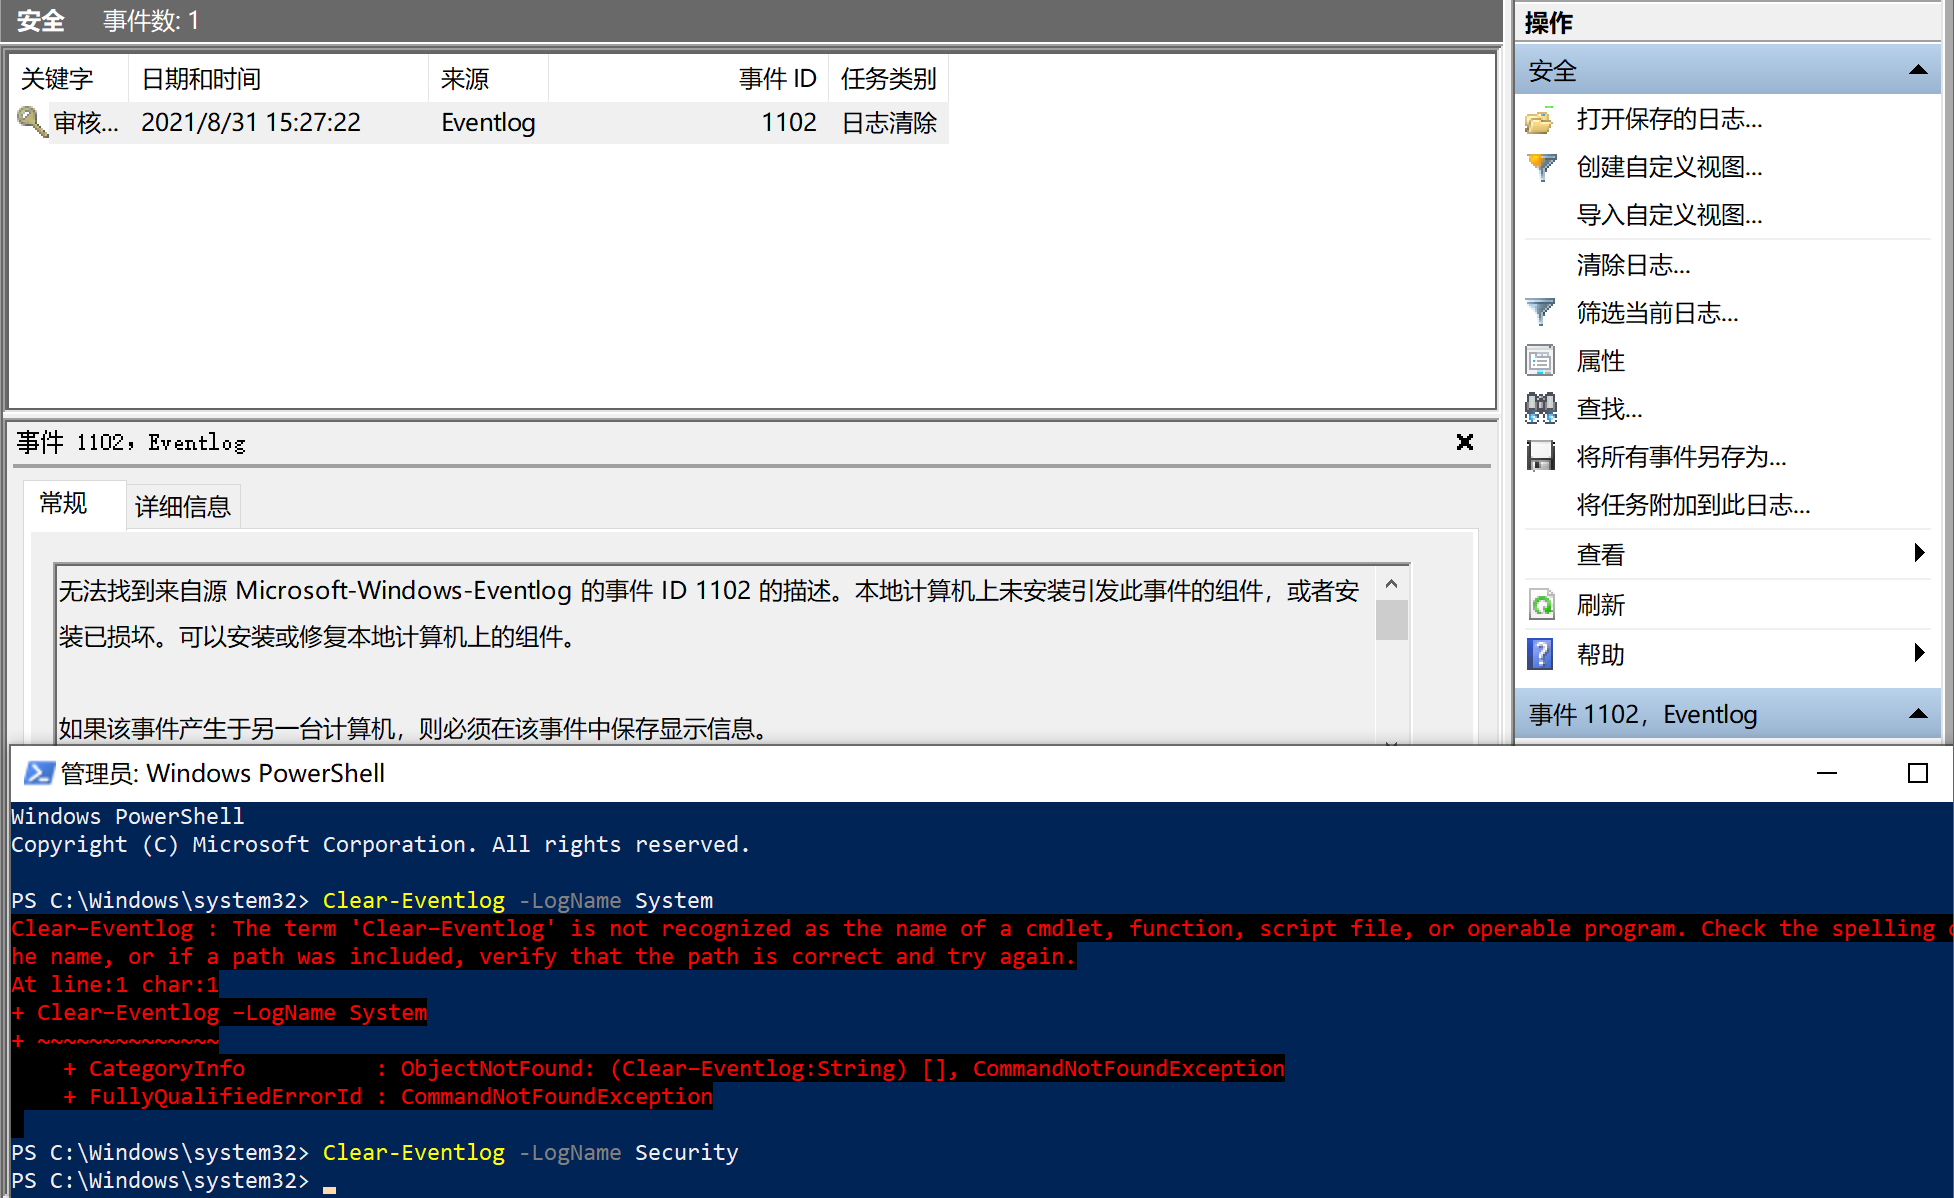 安全 事件数: 1
关键字 日期和时间 来源 事件 ID 任务类别
审核... 2021/8/31 15:27:22 Eventlog 1102 日志清除
事件 1102，Eventlog
常规 详细信息
无法找到来自源 Microsoft-Windows-Eventlog 的事件 ID 1102 的描述。本地计算机上未安装引发此事件的组件，或者安
装已损坏。可以安装或修复本地计算机上的组件。
如果该事件产生于另一台计算机，则必须在该事件中保存显示信息。
操作
安全
打开保存的日志...
创建自定义视图...
导入自定义视图...
清除日志...
筛选当前日志...
属性
查找...
将所有事件另存为...
将任务附加到此日志...
查看
刷新
帮助
事件 1102，Eventlog
管理员: Windows PowerShell
Windows PowerShell
Copyright (C) Microsoft Corporation. All rights reserved.
PS C:\Windows\system32> Clear-Eventlog -LogName System
Clear-Eventlog : The term 'Clear-Eventlog' is not recognized as the name of a cmdlet, function, script file, or operable program. Check the spelling
he name, or if a path was included, verify that the path is correct and try again.
At line:1 char:1
+ Clear-Eventlog -LogName System
+ ~~~~~~~~~~~~~~
+ CategoryInfo : ObjectNotFound: (Clear-Eventlog:String) [], CommandNotFoundException
+ FullyQualifiedErrorId : CommandNotFoundException
PS C:\Windows\system32> Clear-Eventlog -LogName Security
PS C:\Windows\system32>